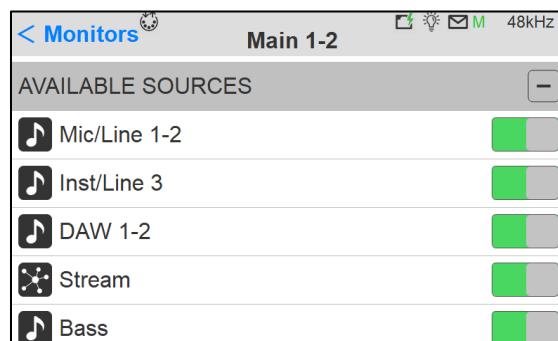 < Monitors
Main 1-2
M 48kHz
AVAILABLE SOURCES
Mic/Line 1-2
Inst/Line 3
DAW 1-2
Stream
Bass